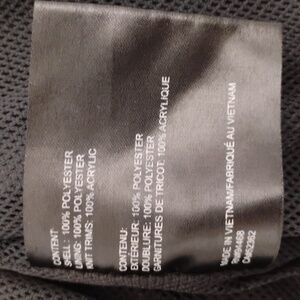 CONTENT
SHELL: 100% POLYESTER
LINING: 100% POLYESTER
KNIT TRIMS: 100% ACRYLIC
CONTENU:
EXTÉRIEUR: 100% POLYESTER
DOUBLURE: 100% POLYESTER
GARNITURES DE TRICOT: 100% ACRYLIQUE
MADE IN VIETNAM/FABRIQUÉ AU VIETNAM